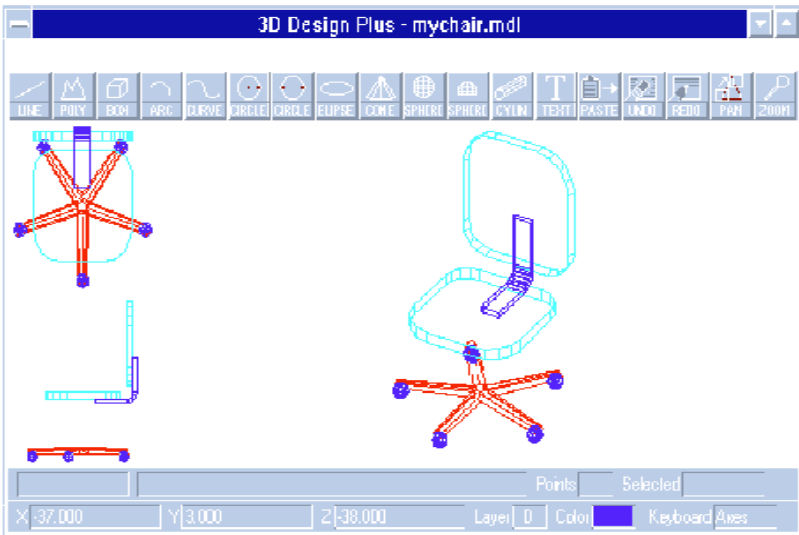 3D Design Plus - mychair.mdl
LINE POLY BOX ARC CURVE CIRCLE CIRCLE ELIPSE CONE SPHERE SPHERE CYLIN TEXT PASTE UNDO REDO PAN ZOOM
Points Selected
X -37.000 Y 3.000 Z -38.000 Layer 0 Color Keyboard Axes